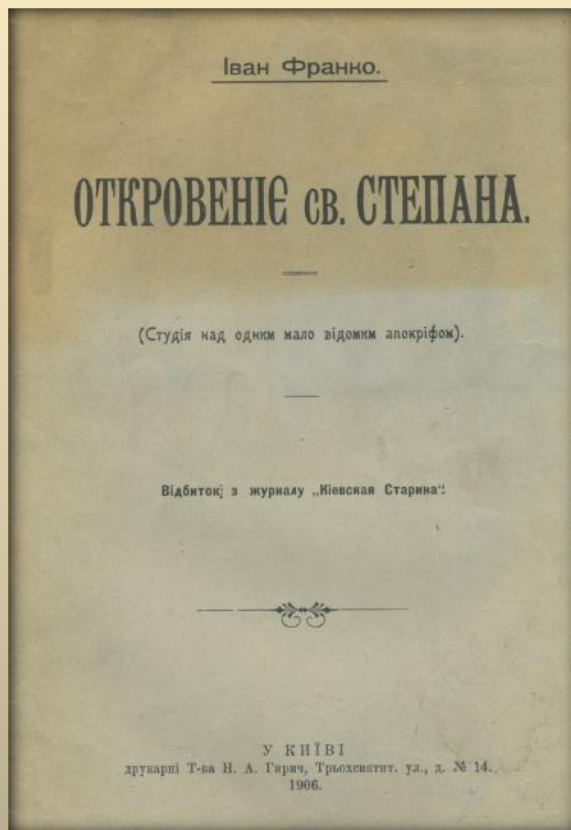 Іван Франко.
ОТКРОВЕНІЄ св. СТЕПАНА.
(Студія над одним мало відомим апокріфом).
Відбиток з журналу „Кіевская Старина“.
У КИЇВІ
друкарні Т-ва Н. А. Гирич, Трьохсвятит. ул., д. № 14.
1906.